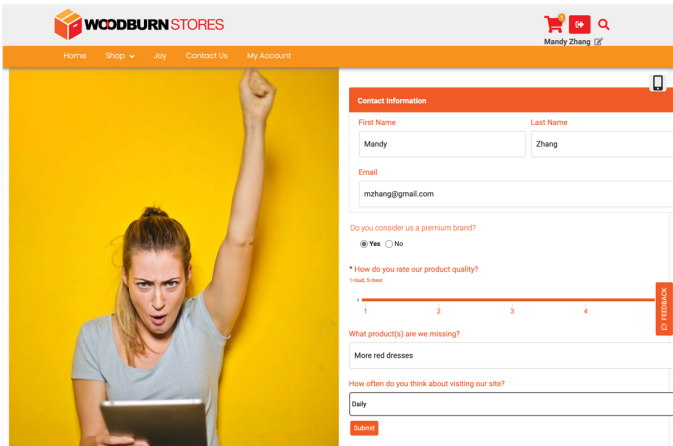 WOODBURN STORES
1
Mandy Zhang
Home Shop Joy Contact Us My Account
Contact Information
First Name Last Name
Mandy Zhang
Email
mzhang@gmail.com
Do you consider us a premium brand?
Yes No
* How do you rate our product quality?
1=bad, 5=best
1 2 3 4
FEEDBACK
What product(s) are we missing?
More red dresses
How often do you think about visiting our site?
Daily
Submit